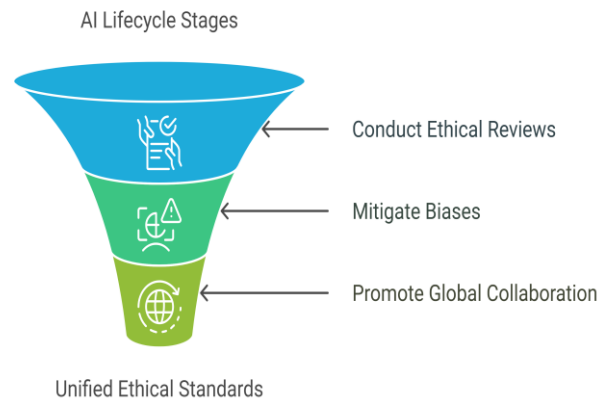 AI Lifecycle Stages
Conduct Ethical Reviews
Mitigate Biases
Promote Global Collaboration
Unified Ethical Standards